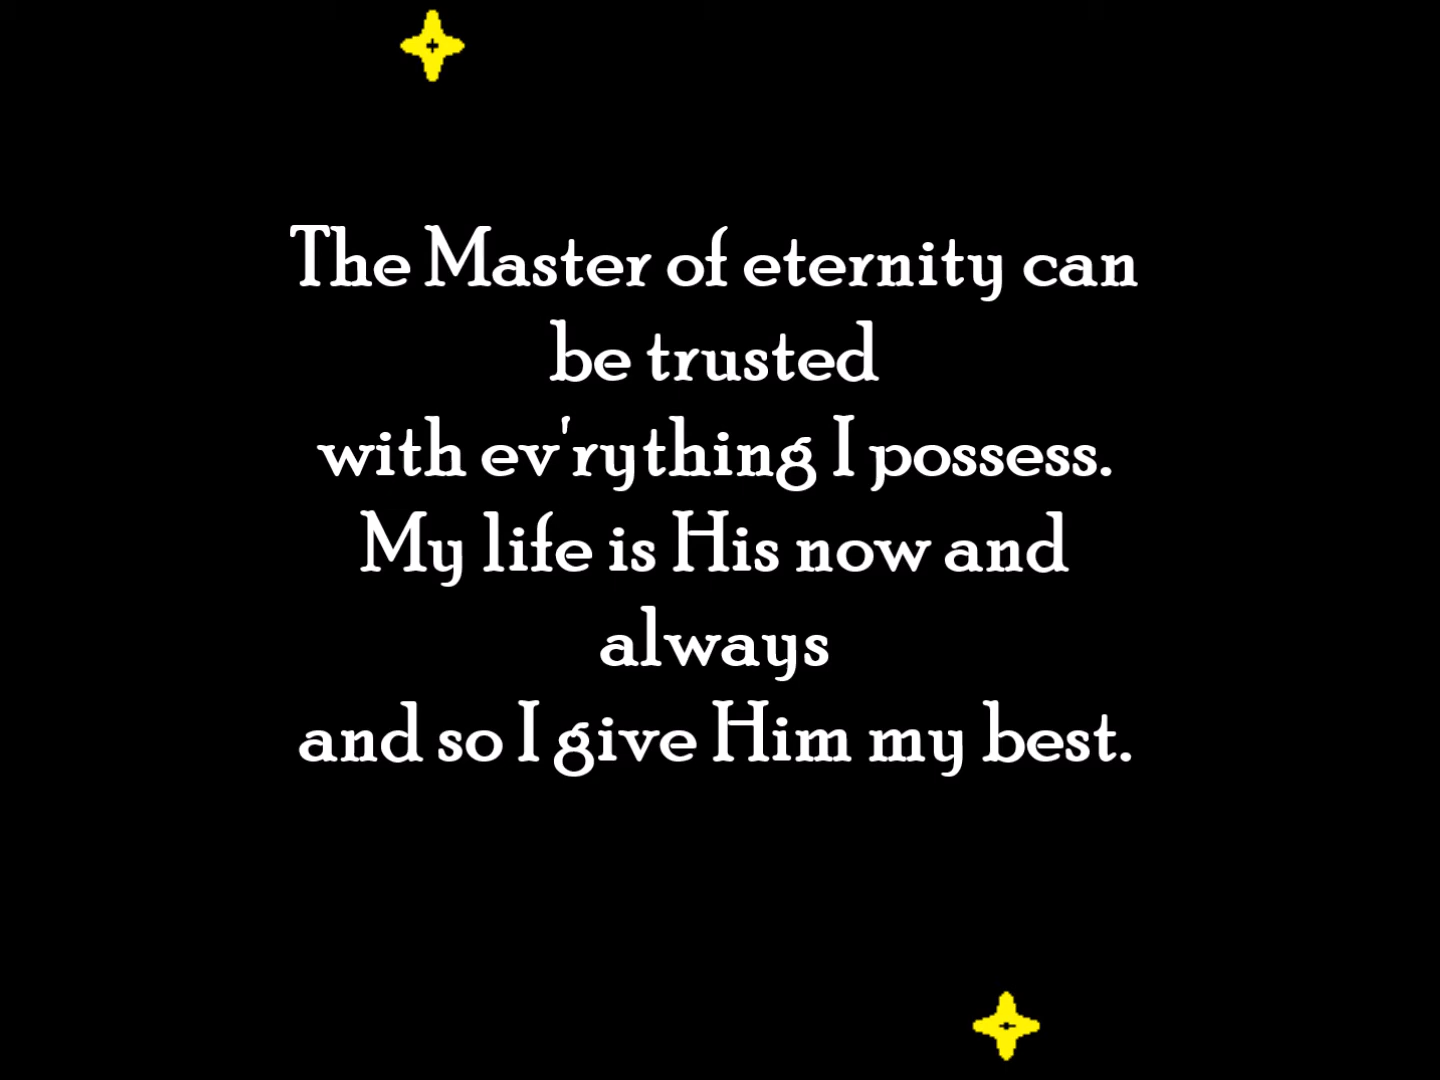 The Master of eternity can
be trusted
with ev'rything I possess.
My life is His now and
always
and so I give Him my best.